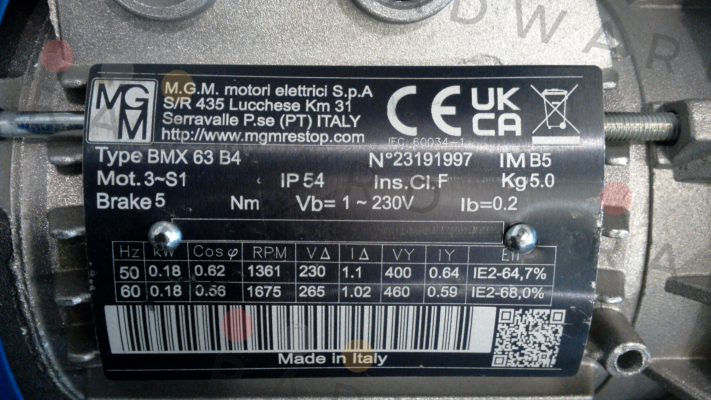 MGM
M.G.M. motori elettrici S.p.A
S/R 435 Lucchese Km 31
Serravalle P.se (PT) ITALY
http://www.mgmrestop.com
CE UK CA
IEC 60034-1
Type BMX 63 B4 N°23191997 IM B5
Mot. 3~S1 IP 54 Ins. Cl. F Kg 5.0
Brake 5 Nm Vb= 1~230V Ib=0.2
Hz kW Cosφ RPM VΔ IΔ VY IY Eff
50 0.18 0.62 1361 230 1.1 400 0.64 IE2-64,7%
60 0.18 0.56 1675 265 1.02 460 0.59 IE2-68,0%
Made in Italy